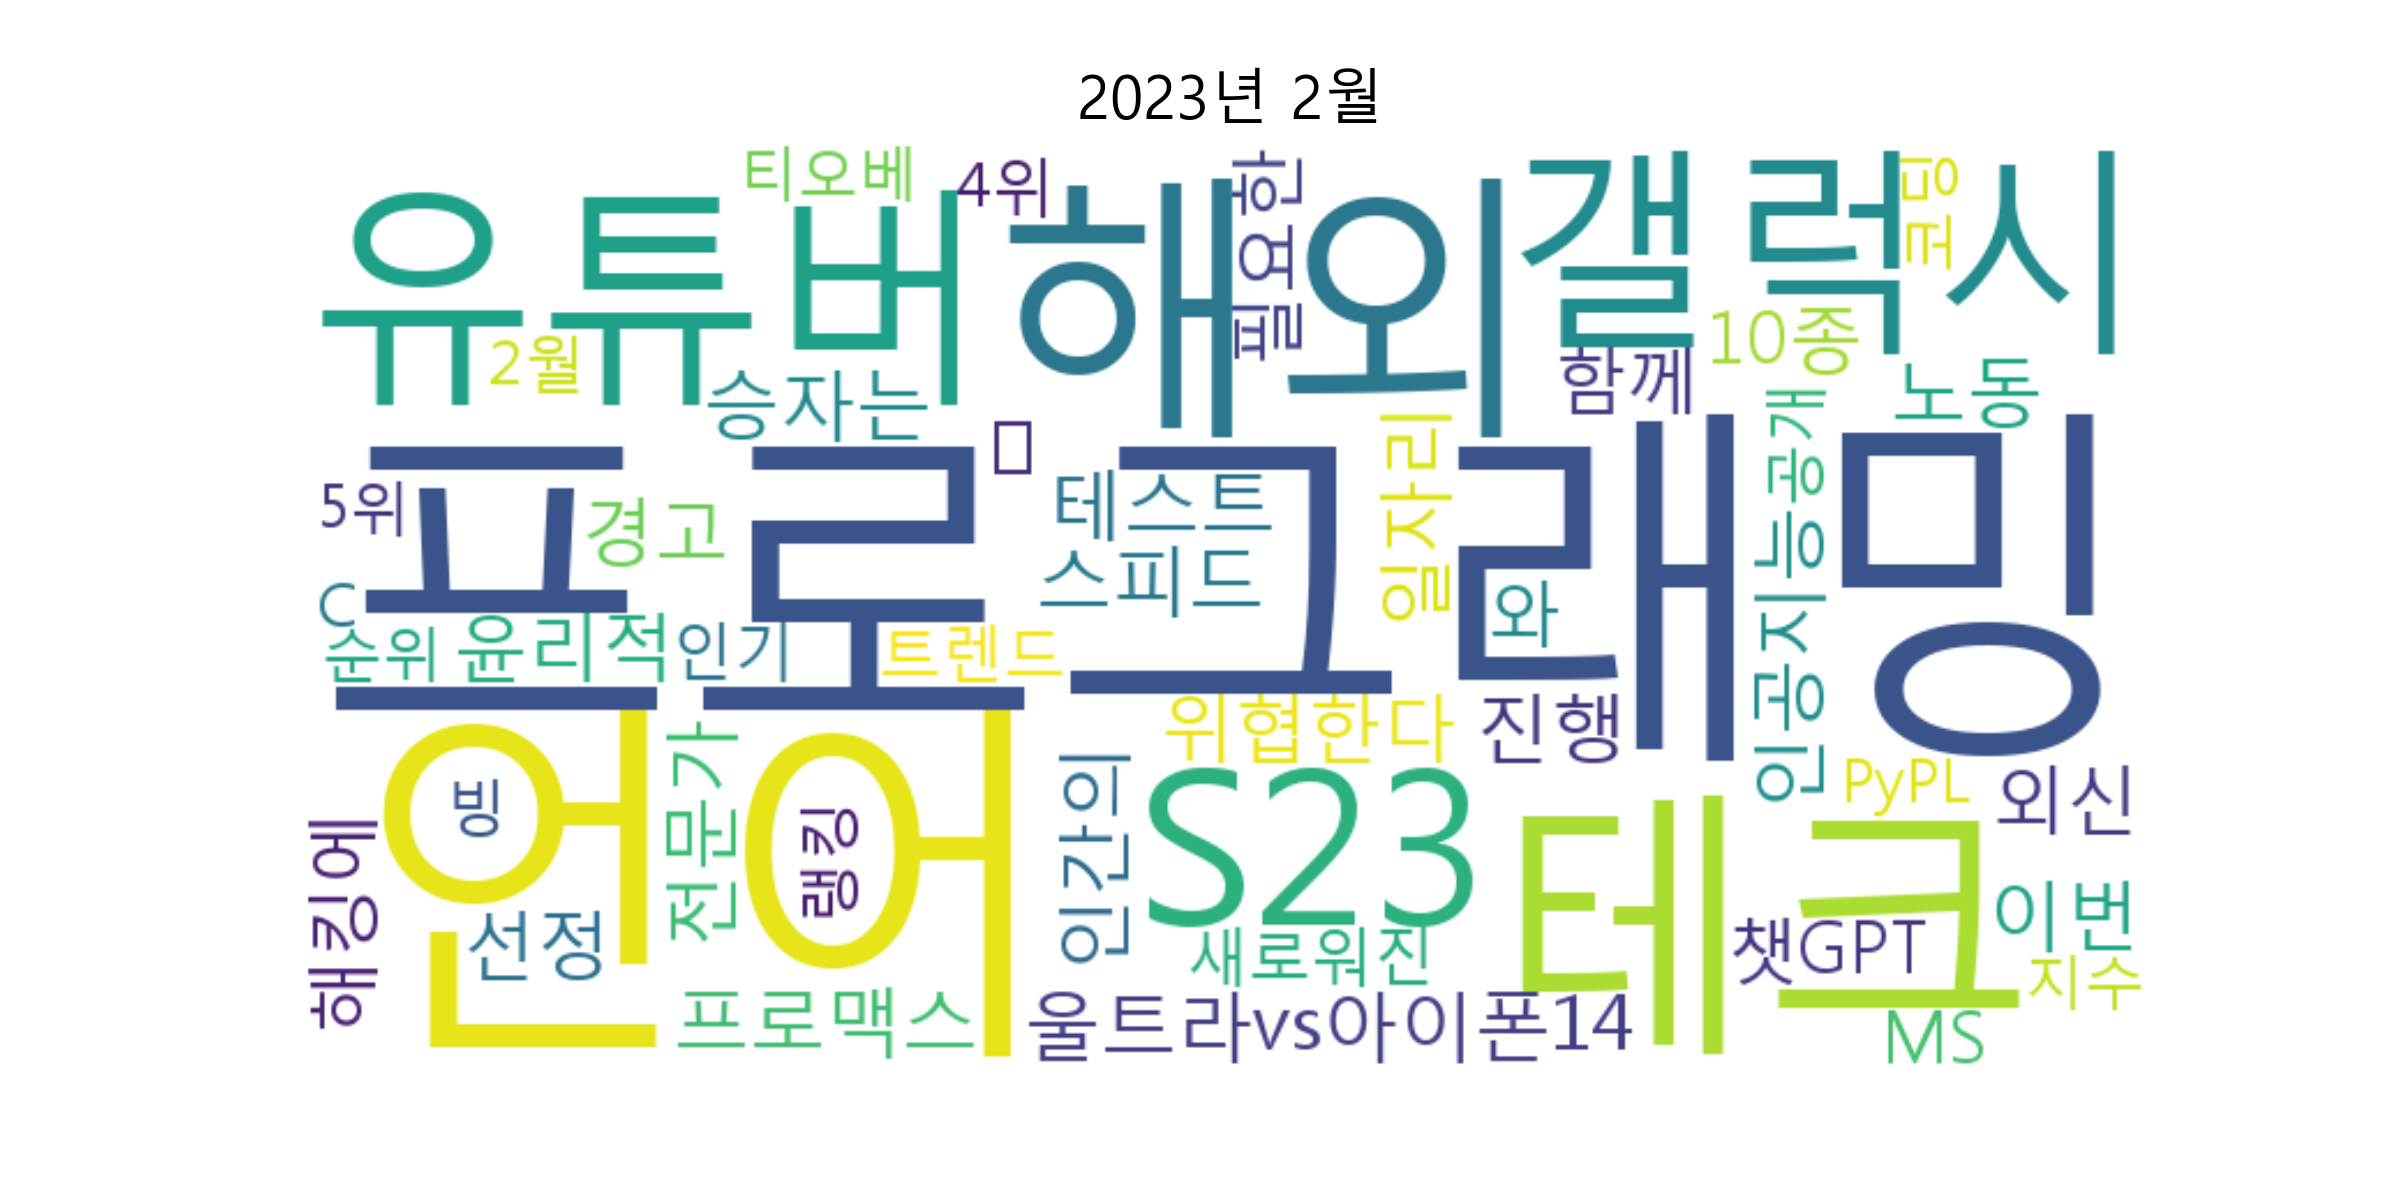 2023년 2월
유튜버
해외
갤럭시
티오베
4위
필요한
코딩
2월
승자는
함께
10종
노동
프로그래밍
5위
경고
테스트
스피드
일자리
와
공개
인공지능
C
순위
윤리적
인기
트렌드
언어
빙
랭킹
전문가
위협한다
진행
PyPL
외신
해킹에
선정
인간의
S23
테크
새로워진
챗GPT
이번
지수
프로맥스
울트라vs아이폰14
MS